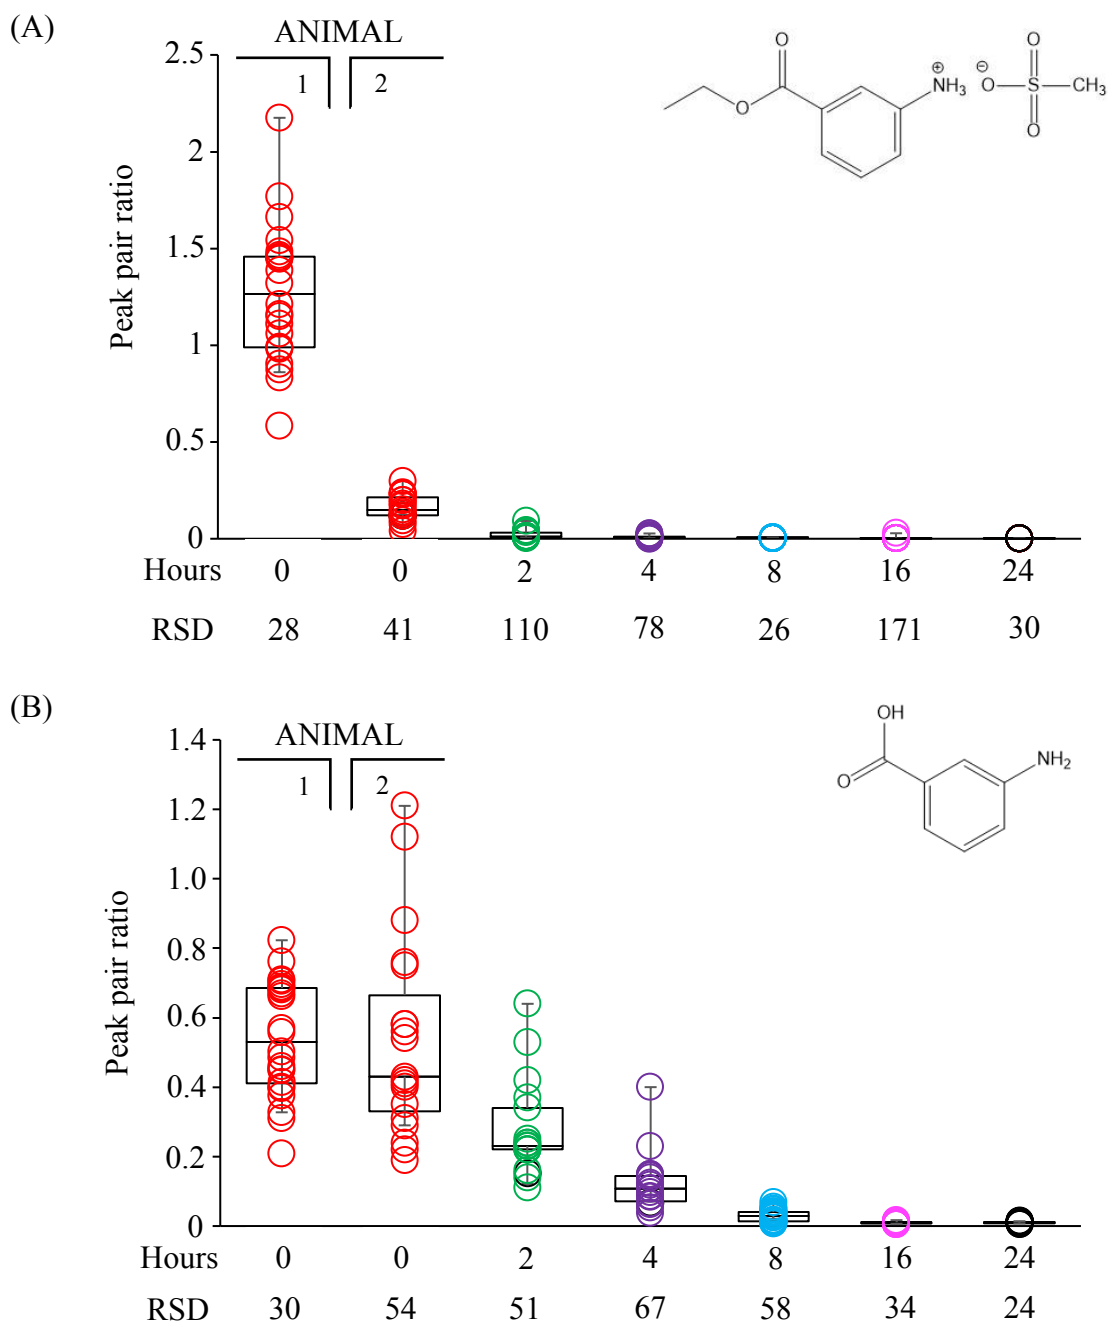 (A)
ANIMAL
1 2
2.5
2
1.5
1
0.5
0
Peak pair ratio
O
O
NH3
⊕
⊖
O
O
S
CH3
O
Hours 0 0 2 4 8 16 24
RSD 28 41 110 78 26 171 30
(B)
ANIMAL
1 2
1.4
1.2
1.0
0.8
0.6
0.4
0.2
0
Peak pair ratio
OH
O
NH2
Hours 0 0 2 4 8 16 24
RSD 30 54 51 67 58 34 24